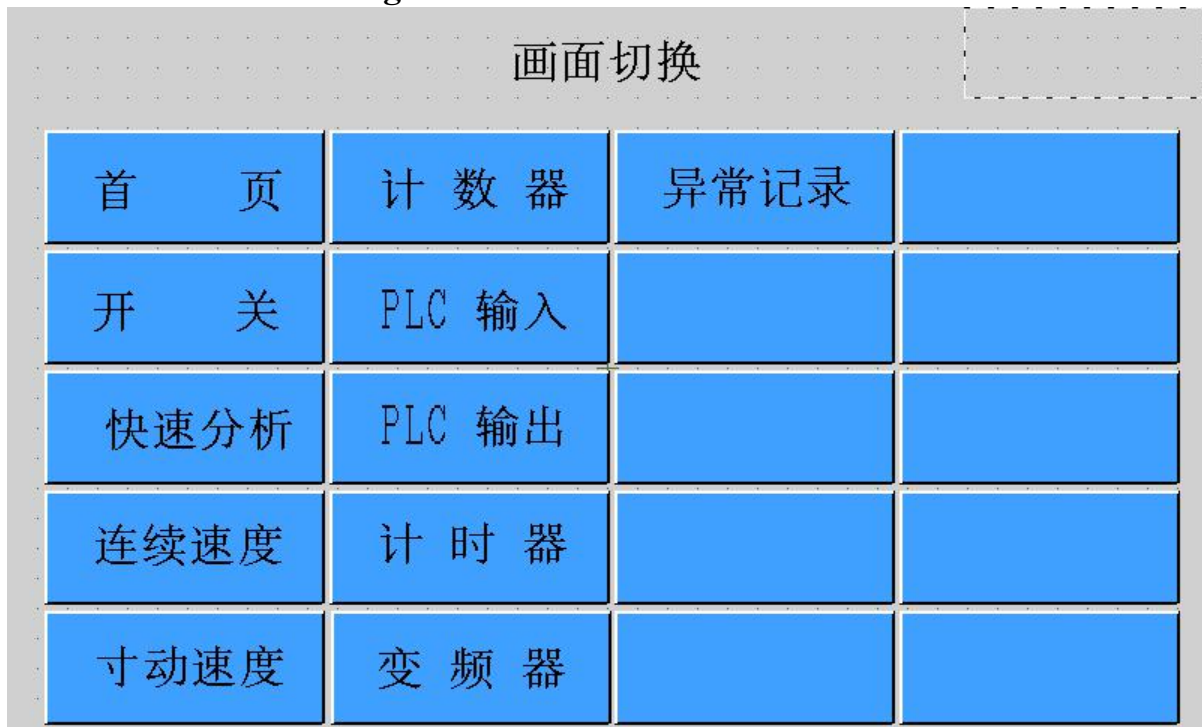 画面切换
首 页 计 数 器 异常记录
开 关 PLC 输入
快速分析 PLC 输出
连续速度 计 时 器
寸动速度 变 频 器